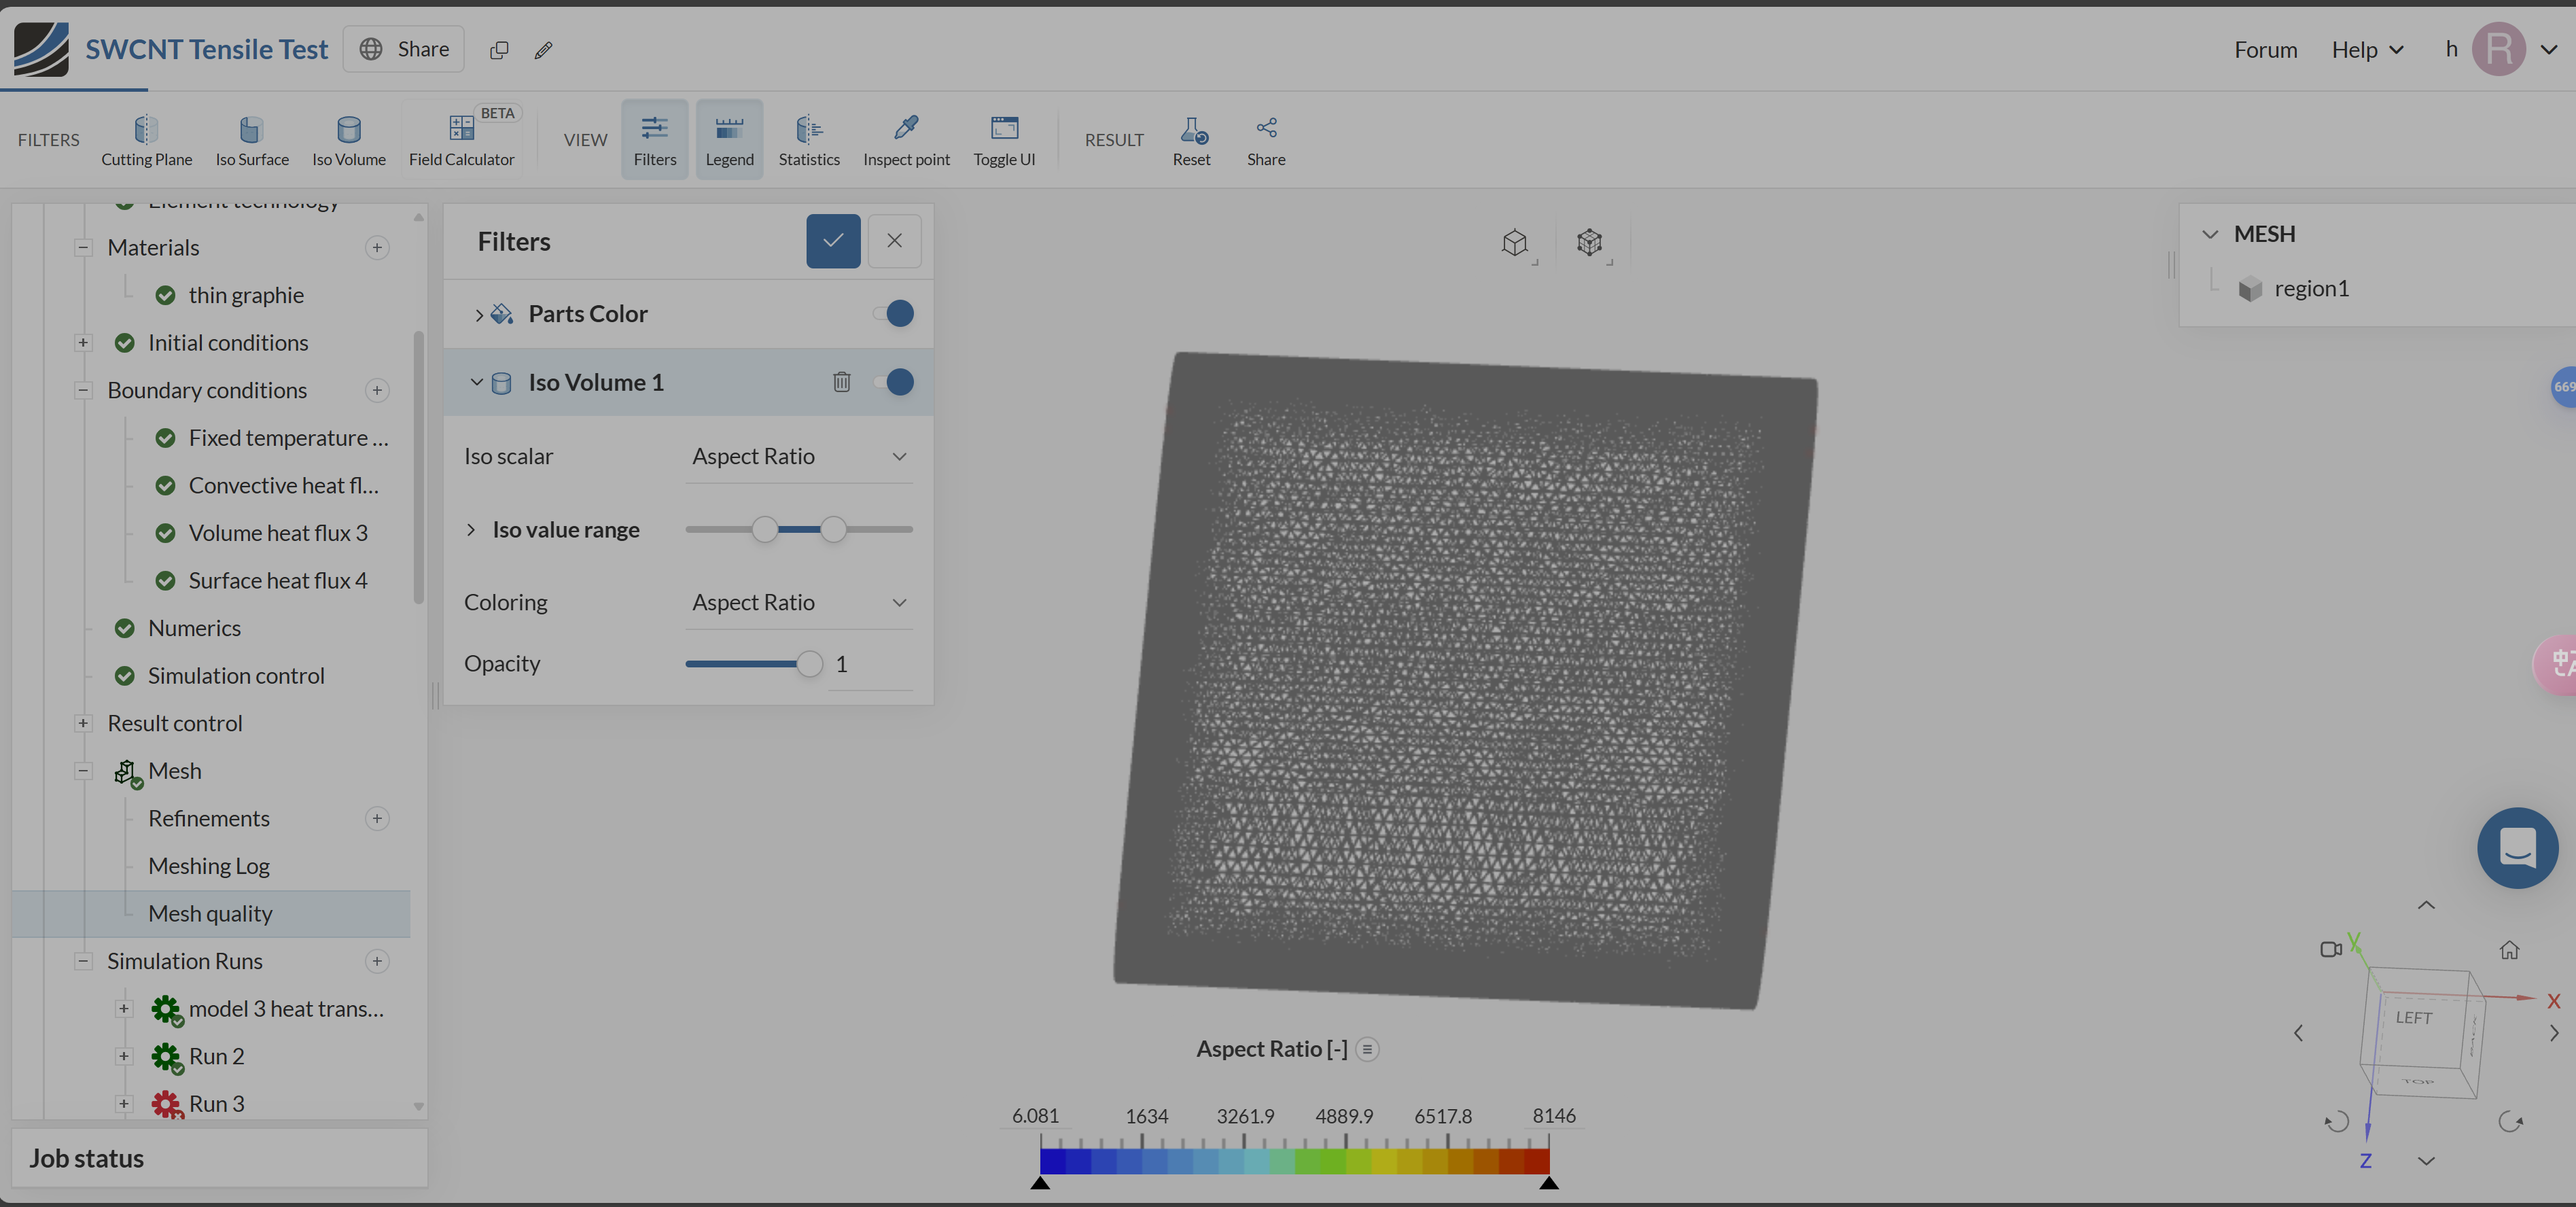 SWCNT Tensile Test
Share
Forum
Help
h
R
FILTERS
Cutting Plane
Iso Surface
Iso Volume
Field Calculator
BETA
VIEW
Filters
Legend
Statistics
Inspect point
Toggle UI
RESULT
Reset
Share
Element technology
Materials
thin graphie
Initial conditions
Boundary conditions
Fixed temperature ...
Convective heat fl...
Volume heat flux 3
Surface heat flux 4
Numerics
Simulation control
Result control
Mesh
Refinements
Meshing Log
Mesh quality
Simulation Runs
model 3 heat trans...
Run 2
Run 3
Job status
Filters
Parts Color
Iso Volume 1
Iso scalar
Aspect Ratio
Iso value range
Coloring
Aspect Ratio
Opacity
1
MESH
region1
669
中A
Aspect Ratio [-]
6.081 1634 3261.9 4889.9 6517.8 8146
Y
X
LEFT
TOP
Z